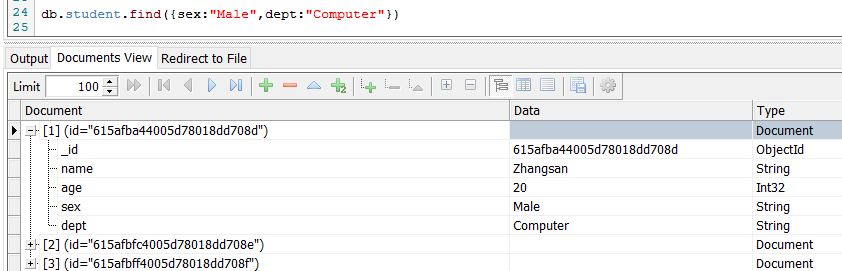 24 db.student.find({sex:"Male",dept:"Computer"})
25
Output Documents View Redirect to File
Limit 100
Document Data Type
[1] (id="615afba44005d78018dd708d") Document
_id 615afba44005d78018dd708d ObjectId
name Zhangsan String
age 20 Int32
sex Male String
dept Computer String
[2] (id="615afbfc4005d78018dd708e") Document
[3] (id="615afbff4005d78018dd708f") Document